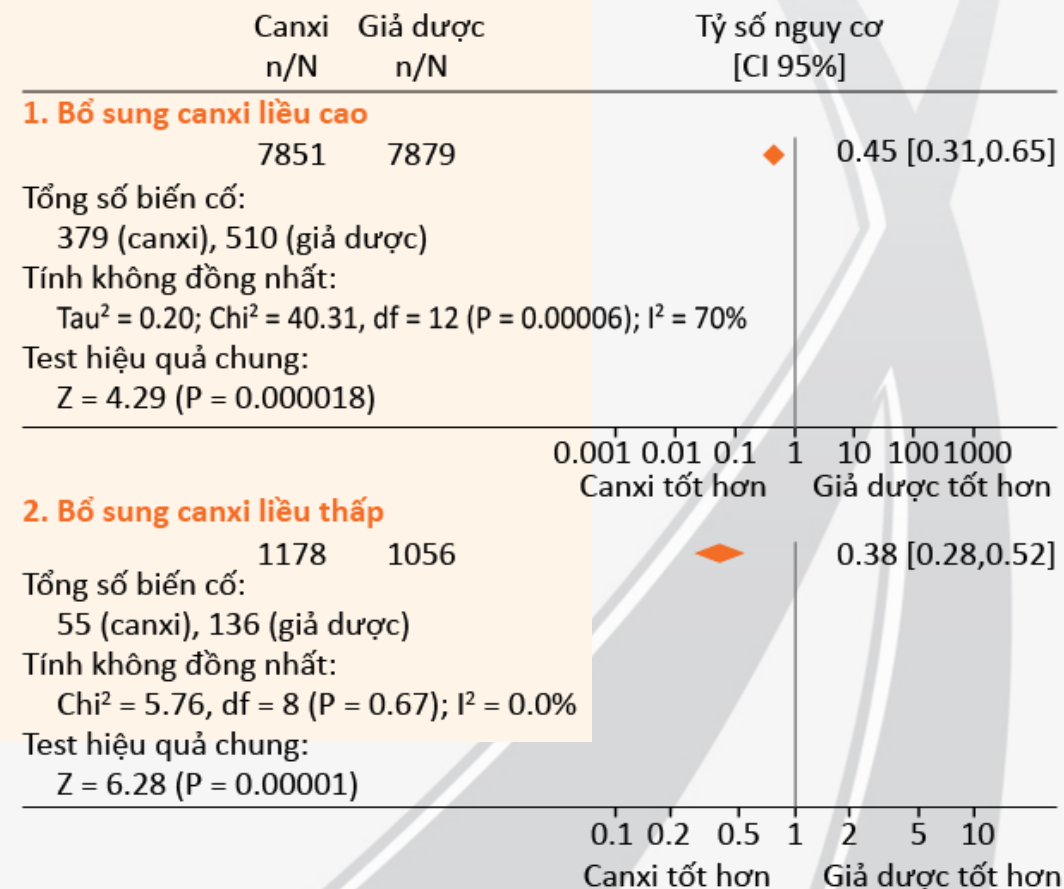 Canxi Giả dược Tỷ số nguy cơ
n/N n/N [CI 95%]
1. Bổ sung canxi liều cao
7851 7879 0.45 [0.31,0.65]
Tổng số biến cố:
379 (canxi), 510 (giả dược)
Tính không đồng nhất:
Tau² = 0.20; Chi² = 40.31, df = 12 (P = 0.00006); I² = 70%
Test hiệu quả chung:
Z = 4.29 (P = 0.000018)
0.001 0.01 0.1 1 10 100 1000
Canxi tốt hơn Giả dược tốt hơn
2. Bổ sung canxi liều thấp
1178 1056 0.38 [0.28,0.52]
Tổng số biến cố:
55 (canxi), 136 (giả dược)
Tính không đồng nhất:
Chi² = 5.76, df = 8 (P = 0.67); I² = 0.0%
Test hiệu quả chung:
Z = 6.28 (P = 0.00001)
0.1 0.2 0.5 1 2 5 10
Canxi tốt hơn Giả dược tốt hơn